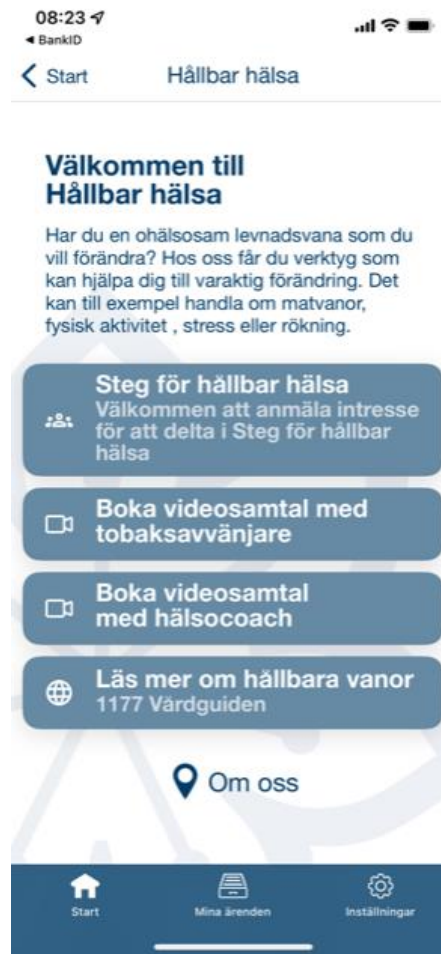 08:23
◀ BankID
Start
Hållbar hälsa
Välkommen till
Hållbar hälsa
Har du en ohälsosam levnadsvana som du
vill förändra? Hos oss får du verktyg som
kan hjälpa dig till varaktig förändring. Det
kan till exempel handla om matvanor,
fysisk aktivitet , stress eller rökning.
Steg för hållbar hälsa
Välkommen att anmäla intresse
för att delta i Steg för hållbar
hälsa
Boka videosamtal med
tobaksavvänjare
Boka videosamtal
med hälsocoach
Läs mer om hållbara vanor
1177 Vårdguiden
Om oss
Start
Mina ärenden
Inställningar